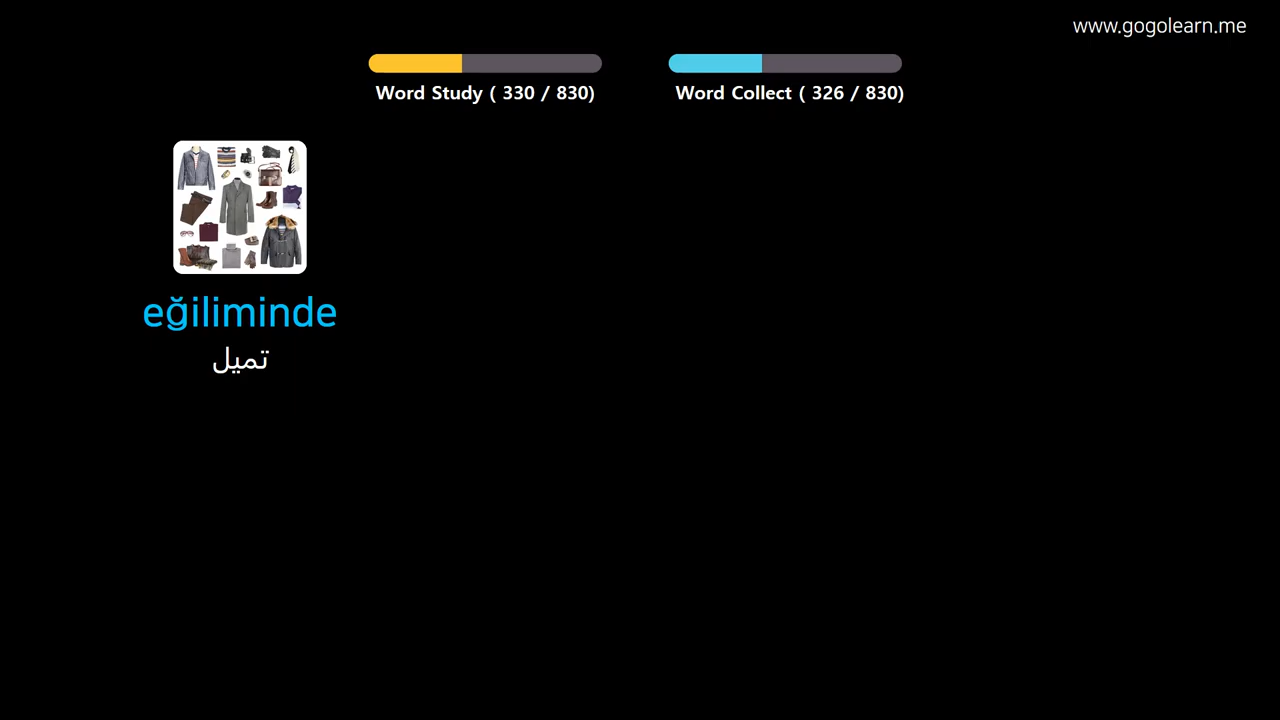 www.gogolearn.me
Word Study ( 330 / 830)
Word Collect ( 326 / 830)
eğiliminde
تميل